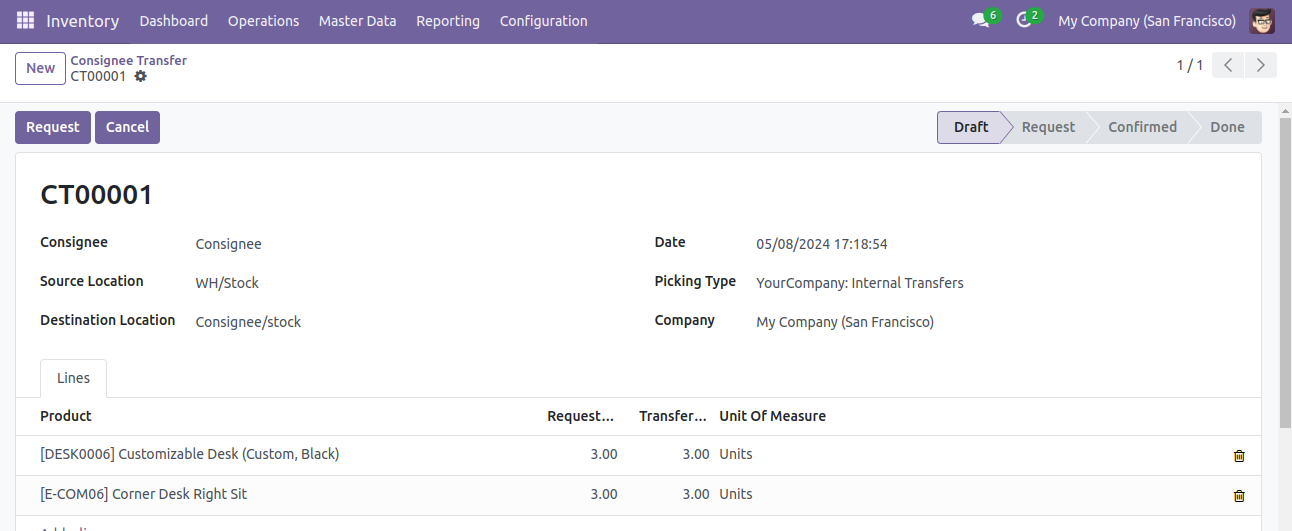 Inventory Dashboard Operations Master Data Reporting Configuration 6 2 My Company (San Francisco)
New Consignee Transfer 1 / 1
CT00001
Request Cancel Draft Request Confirmed Done
CT00001
Consignee Consignee Date 05/08/2024 17:18:54
Source Location WH/Stock Picking Type YourCompany: Internal Transfers
Destination Location Consignee/stock Company My Company (San Francisco)
Lines
Product Request... Transfer... Unit Of Measure
[DESK0006] Customizable Desk (Custom, Black) 3.00 3.00 Units
[E-COM06] Corner Desk Right Sit 3.00 3.00 Units